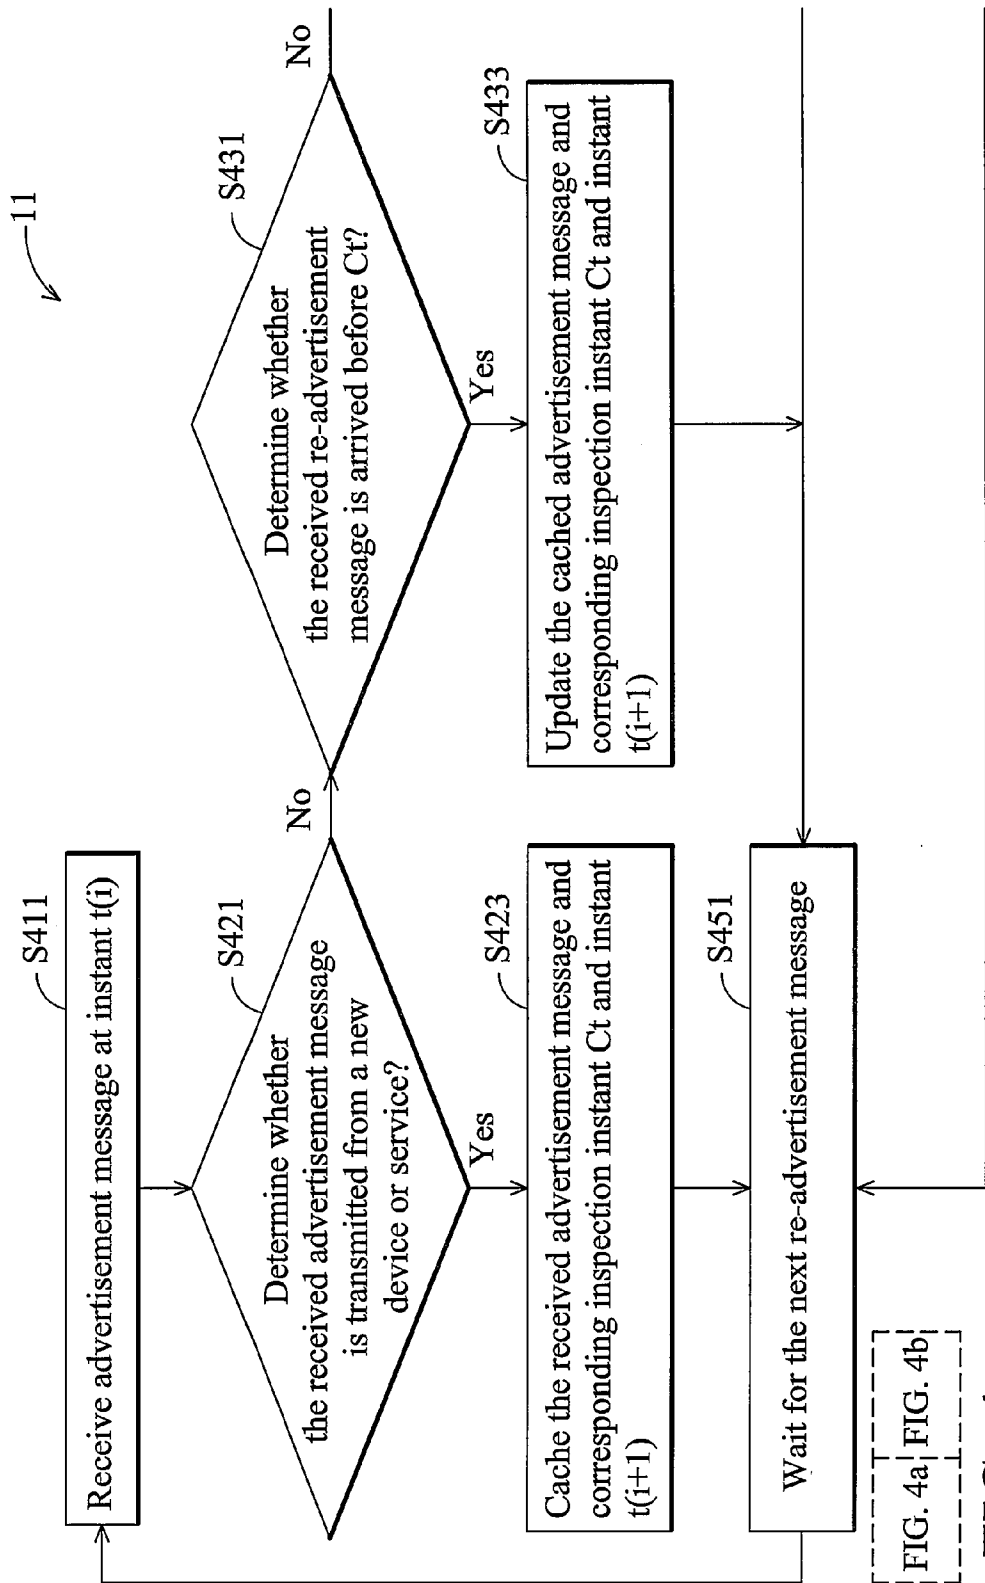 11
S411
Receive advertisement message at instant t(i)
S421
Determine whether
the received advertisement message
is transmitted from a new
device or service?
No
Yes
S431
Determine whether
the received re-advertisement
message is arrived before Ct?
No
Yes
S423
Cache the received advertisement message and
corresponding inspection instant Ct and instant
t(i+1)
S433
Update the cached advertisement message and
corresponding inspection instant Ct and instant
t(i+1)
S451
Wait for the next re-advertisement message
FIG. 4a FIG. 4b